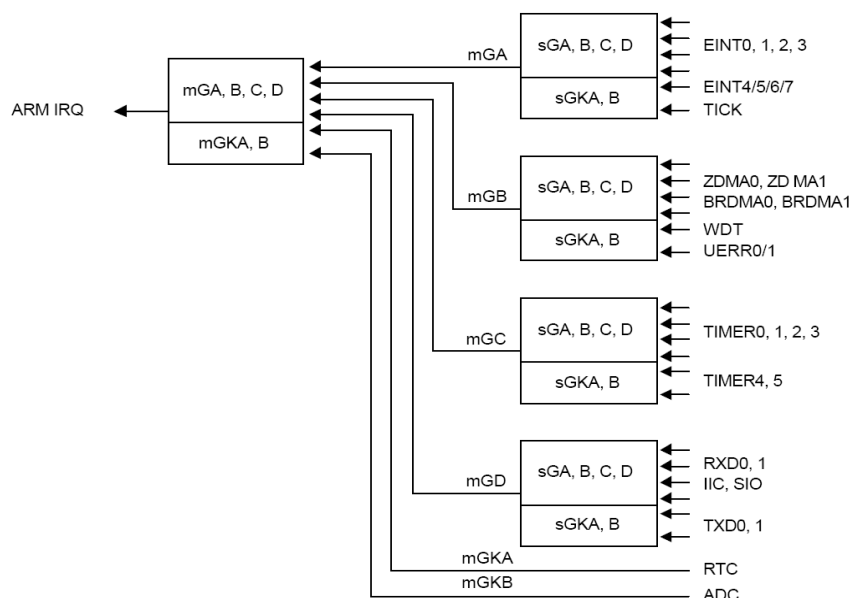 ARM IRQ
mGA, B, C, D
mGKA, B
mGA
sGA, B, C, D
sGKA, B
EINT0, 1, 2, 3
EINT4/5/6/7
TICK
mGB
sGA, B, C, D
sGKA, B
ZDMA0, ZD MA1
BRDMA0, BRDMA1
WDT
UERR0/1
mGC
sGA, B, C, D
sGKA, B
TIMER0, 1, 2, 3
TIMER4, 5
mGD
sGA, B, C, D
sGKA, B
RXD0, 1
IIC, SIO
TXD0, 1
mGKA
RTC
mGKB
ADC